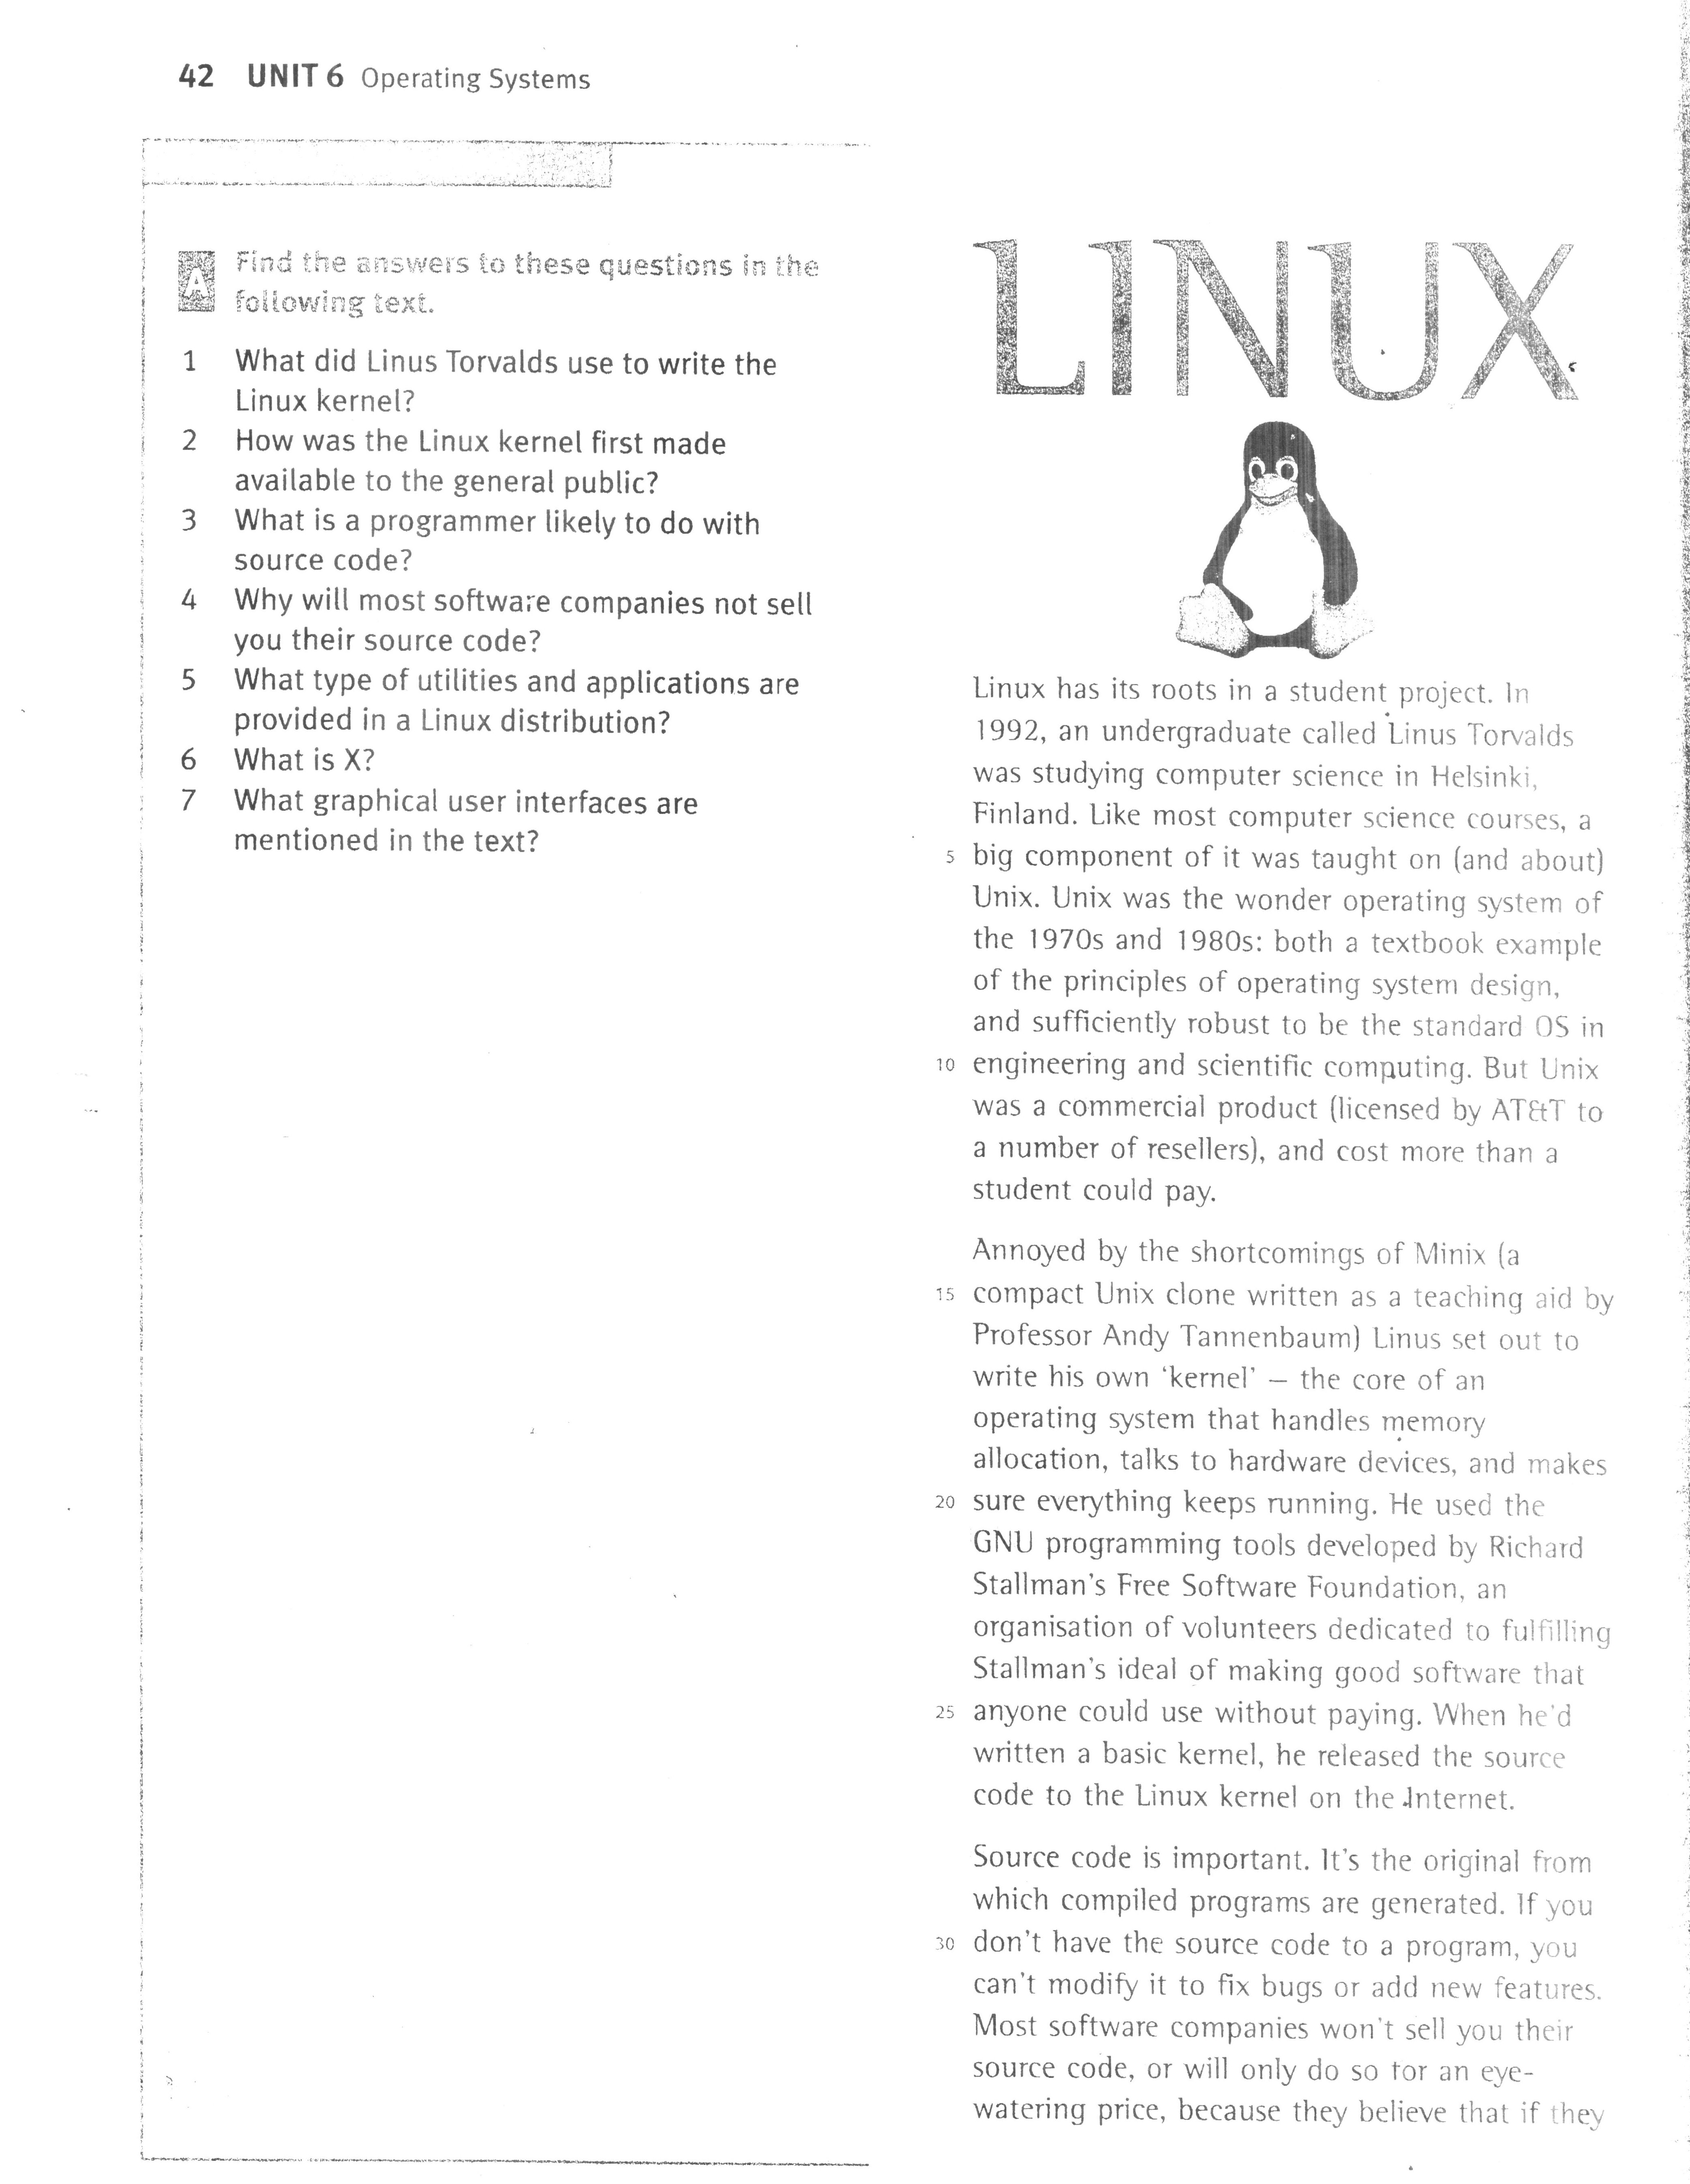 42 UNIT 6 Operating Systems
A Find the answers to these questions in the
following text.
1 What did Linus Torvalds use to write the
Linux kernel?
2 How was the Linux kernel first made
available to the general public?
3 What is a programmer likely to do with
source code?
4 Why will most software companies not sell
you their source code?
5 What type of utilities and applications are
provided in a Linux distribution?
6 What is X?
7 What graphical user interfaces are
mentioned in the text?
LINUX
Linux has its roots in a student project. In
1992, an undergraduate called Linus Torvalds
was studying computer science in Helsinki,
Finland. Like most computer science courses, a
5 big component of it was taught on (and about)
Unix. Unix was the wonder operating system of
the 1970s and 1980s: both a textbook example
of the principles of operating system design,
and sufficiently robust to be the standard OS in
10 engineering and scientific computing. But Unix
was a commercial product (licensed by AT&T to
a number of resellers), and cost more than a
student could pay.
Annoyed by the shortcomings of Minix (a
15 compact Unix clone written as a teaching aid by
Professor Andy Tannenbaum) Linus set out to
write his own 'kernel' – the core of an
operating system that handles memory
allocation, talks to hardware devices, and makes
20 sure everything keeps running. He used the
GNU programming tools developed by Richard
Stallman's Free Software Foundation, an
organisation of volunteers dedicated to fulfilling
Stallman's ideal of making good software that
25 anyone could use without paying. When he'd
written a basic kernel, he released the source
code to the Linux kernel on the Internet.
Source code is important. It's the original from
which compiled programs are generated. If you
30 don't have the source code to a program, you
can't modify it to fix bugs or add new features.
Most software companies won't sell you their
source code, or will only do so for an eye-
watering price, because they believe that if they